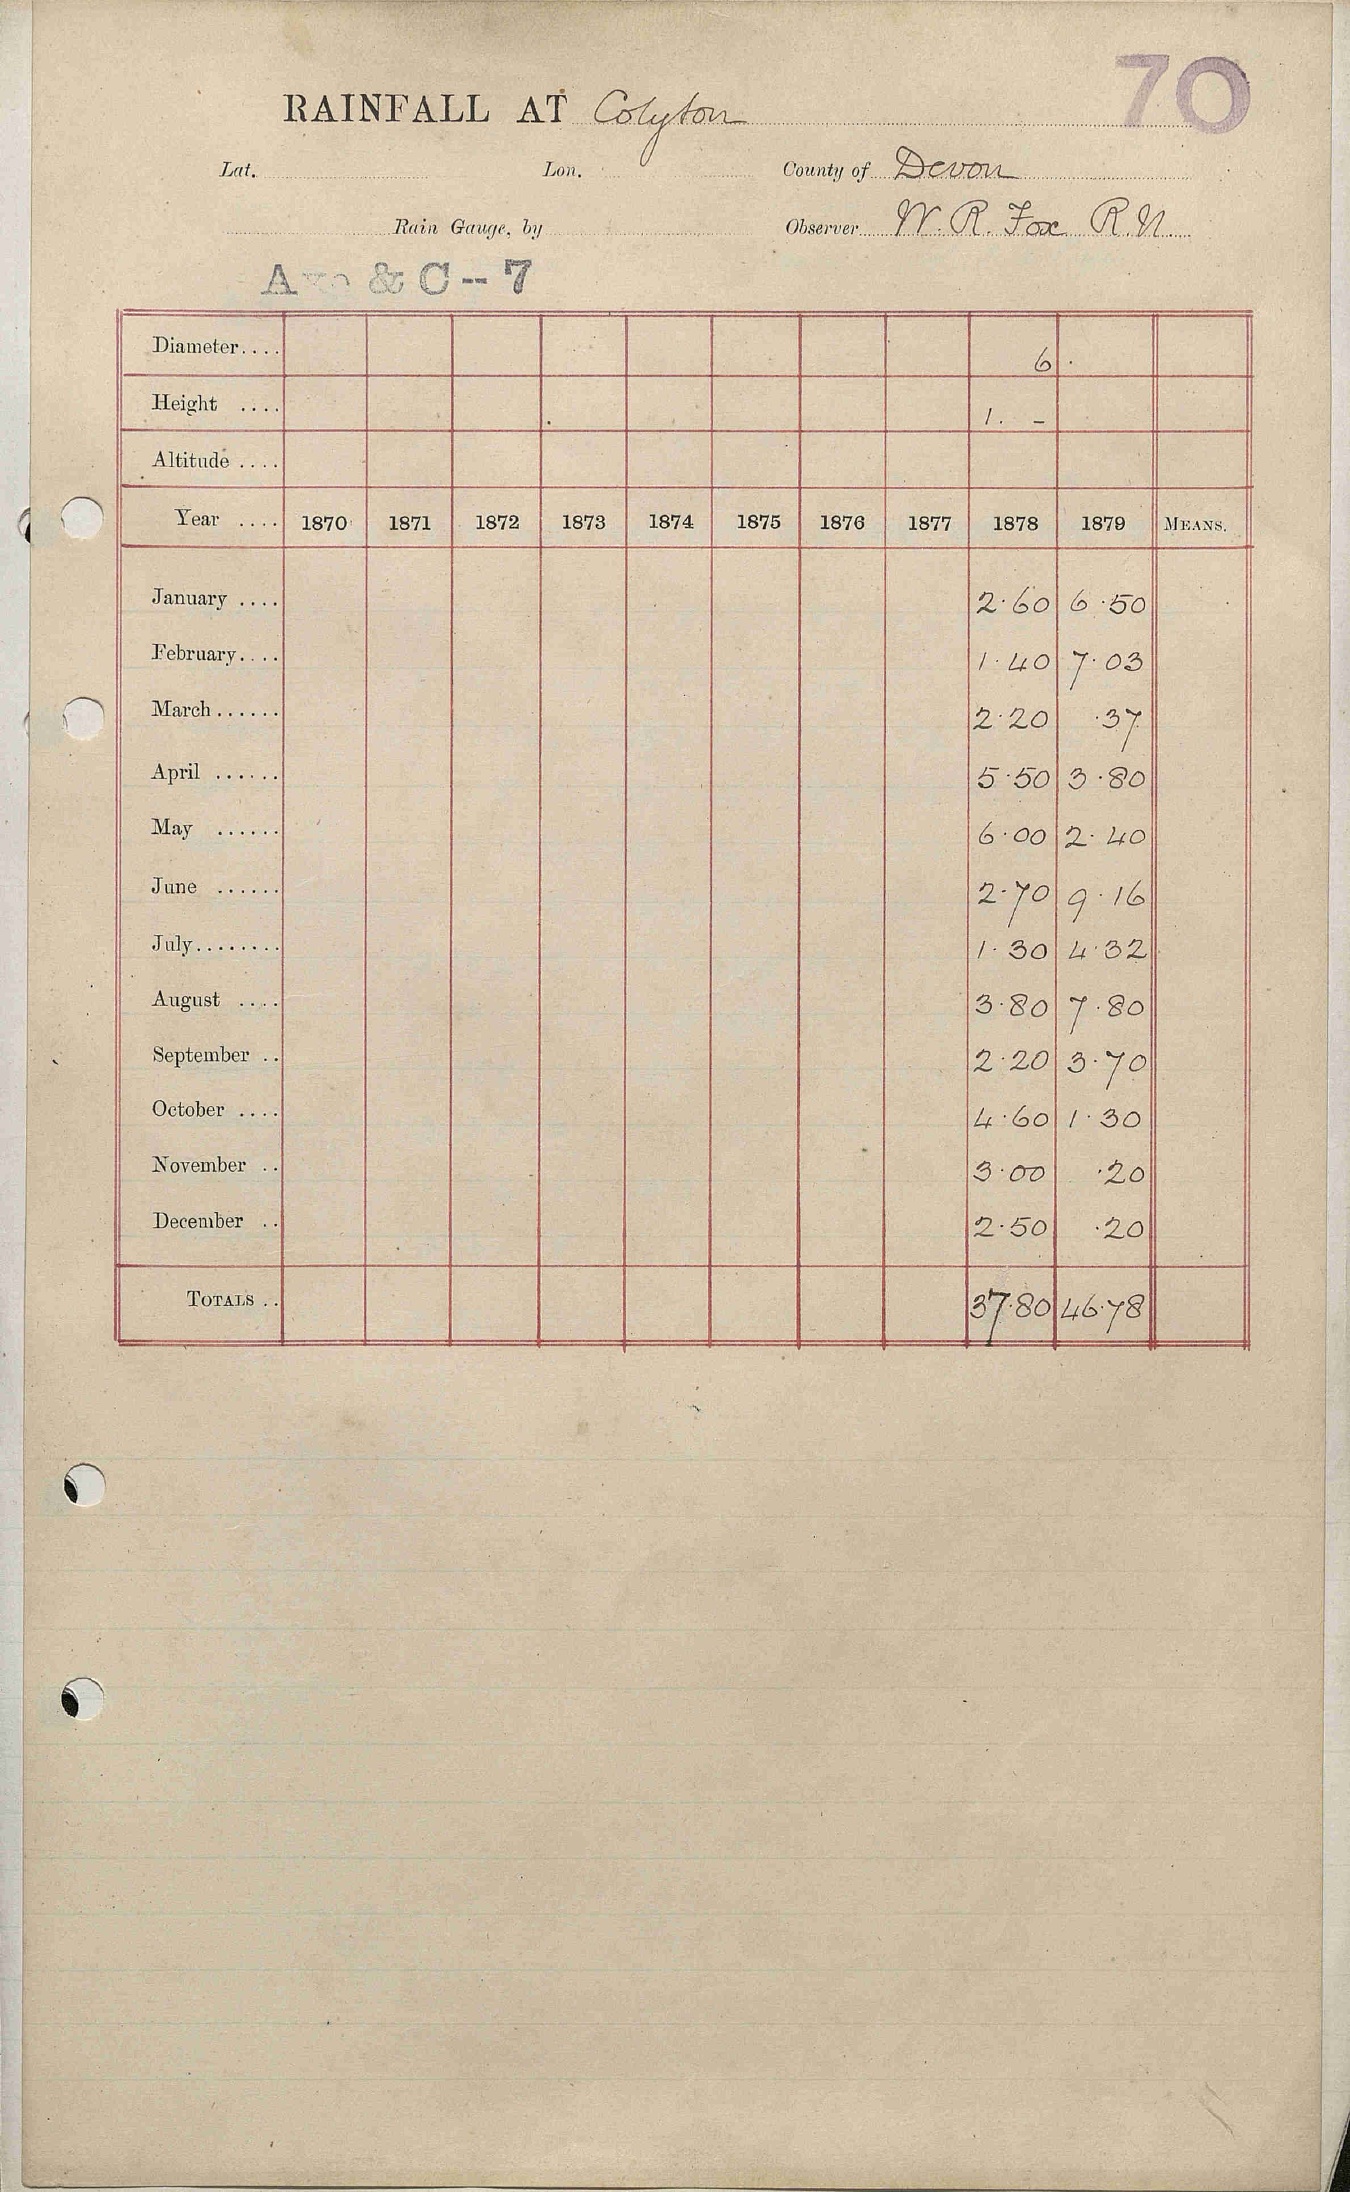 70
RAINFALL AT Colyton
Lat. Lon. County of Devon
Rain Gauge, by Observer W. R. Fox R.N.
A & C -- 7
Diameter.... 6
Height .... 1. -
Altitude ....
Year .... 1870 1871 1872 1873 1874 1875 1876 1877 1878 1879 MEANS.
January .... 2.60 6.50
February.... 1.40 7.03
March...... 2.20 .37
April ...... 5.50 3.80
May ...... 6.00 2.40
June ...... 2.70 9.16
July........ 1.30 4.32
August .... 3.80 7.80
September .. 2.20 3.70
October .... 4.60 1.30
November .. 3.00 .20
December .. 2.50 .20
TOTALS .. 37.80 46.78